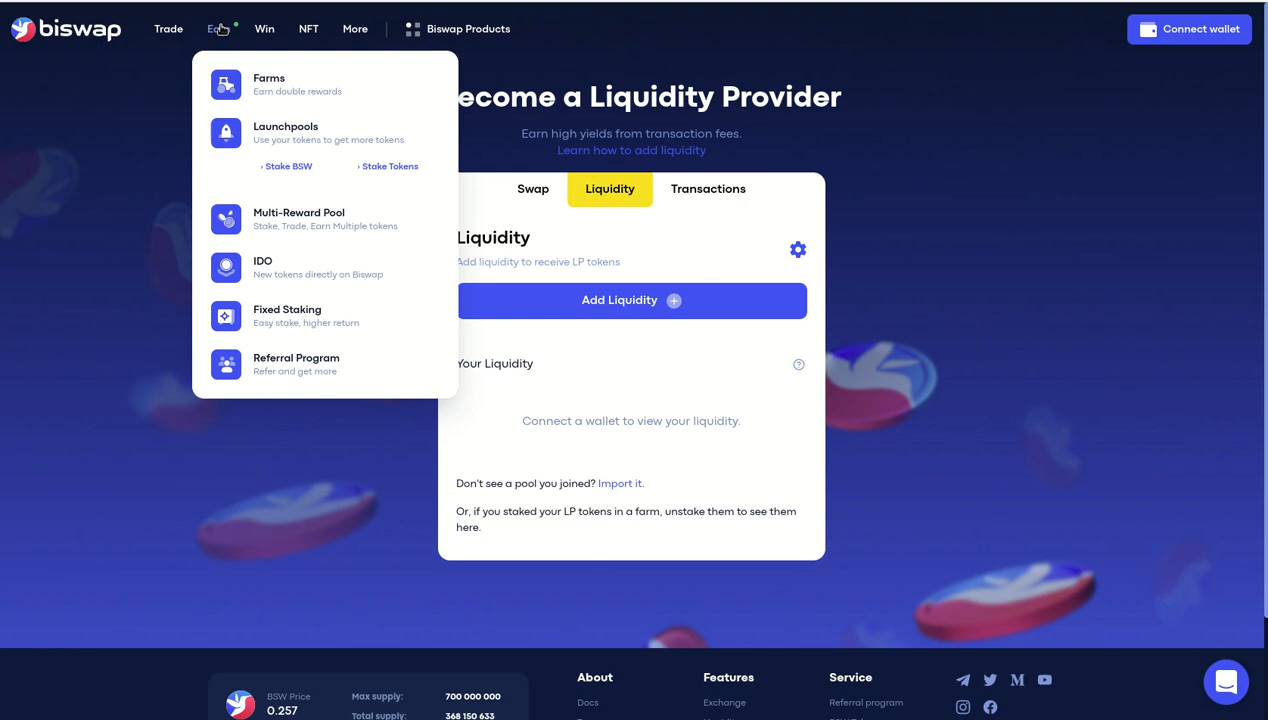 biswap
Trade
Win
NFT
More
Biswap Products
Connect wallet
Farms
Earn double rewards
Launchpools
Use your tokens to get more tokens
› Stake BSW
› Stake Tokens
Multi-Reward Pool
Stake, Trade, Earn Multiple tokens
IDO
New tokens directly on Biswap
Fixed Staking
Easy stake, higher return
Referral Program
Refer and get more
ecome a Liquidity Provider
Earn high yields from transaction fees.
Learn how to add liquidity
Swap
Liquidity
Transactions
Liquidity
Add liquidity to receive LP tokens
Add Liquidity
Your Liquidity
Connect a wallet to view your liquidity.
Don't see a pool you joined? Import it.
Or, if you staked your LP tokens in a farm, unstake them to see them
here.
BSW Price
0.257
Max supply:
700 000 000
Total supply:
368 150 633
About
Docs
Features
Exchange
Service
Referral program